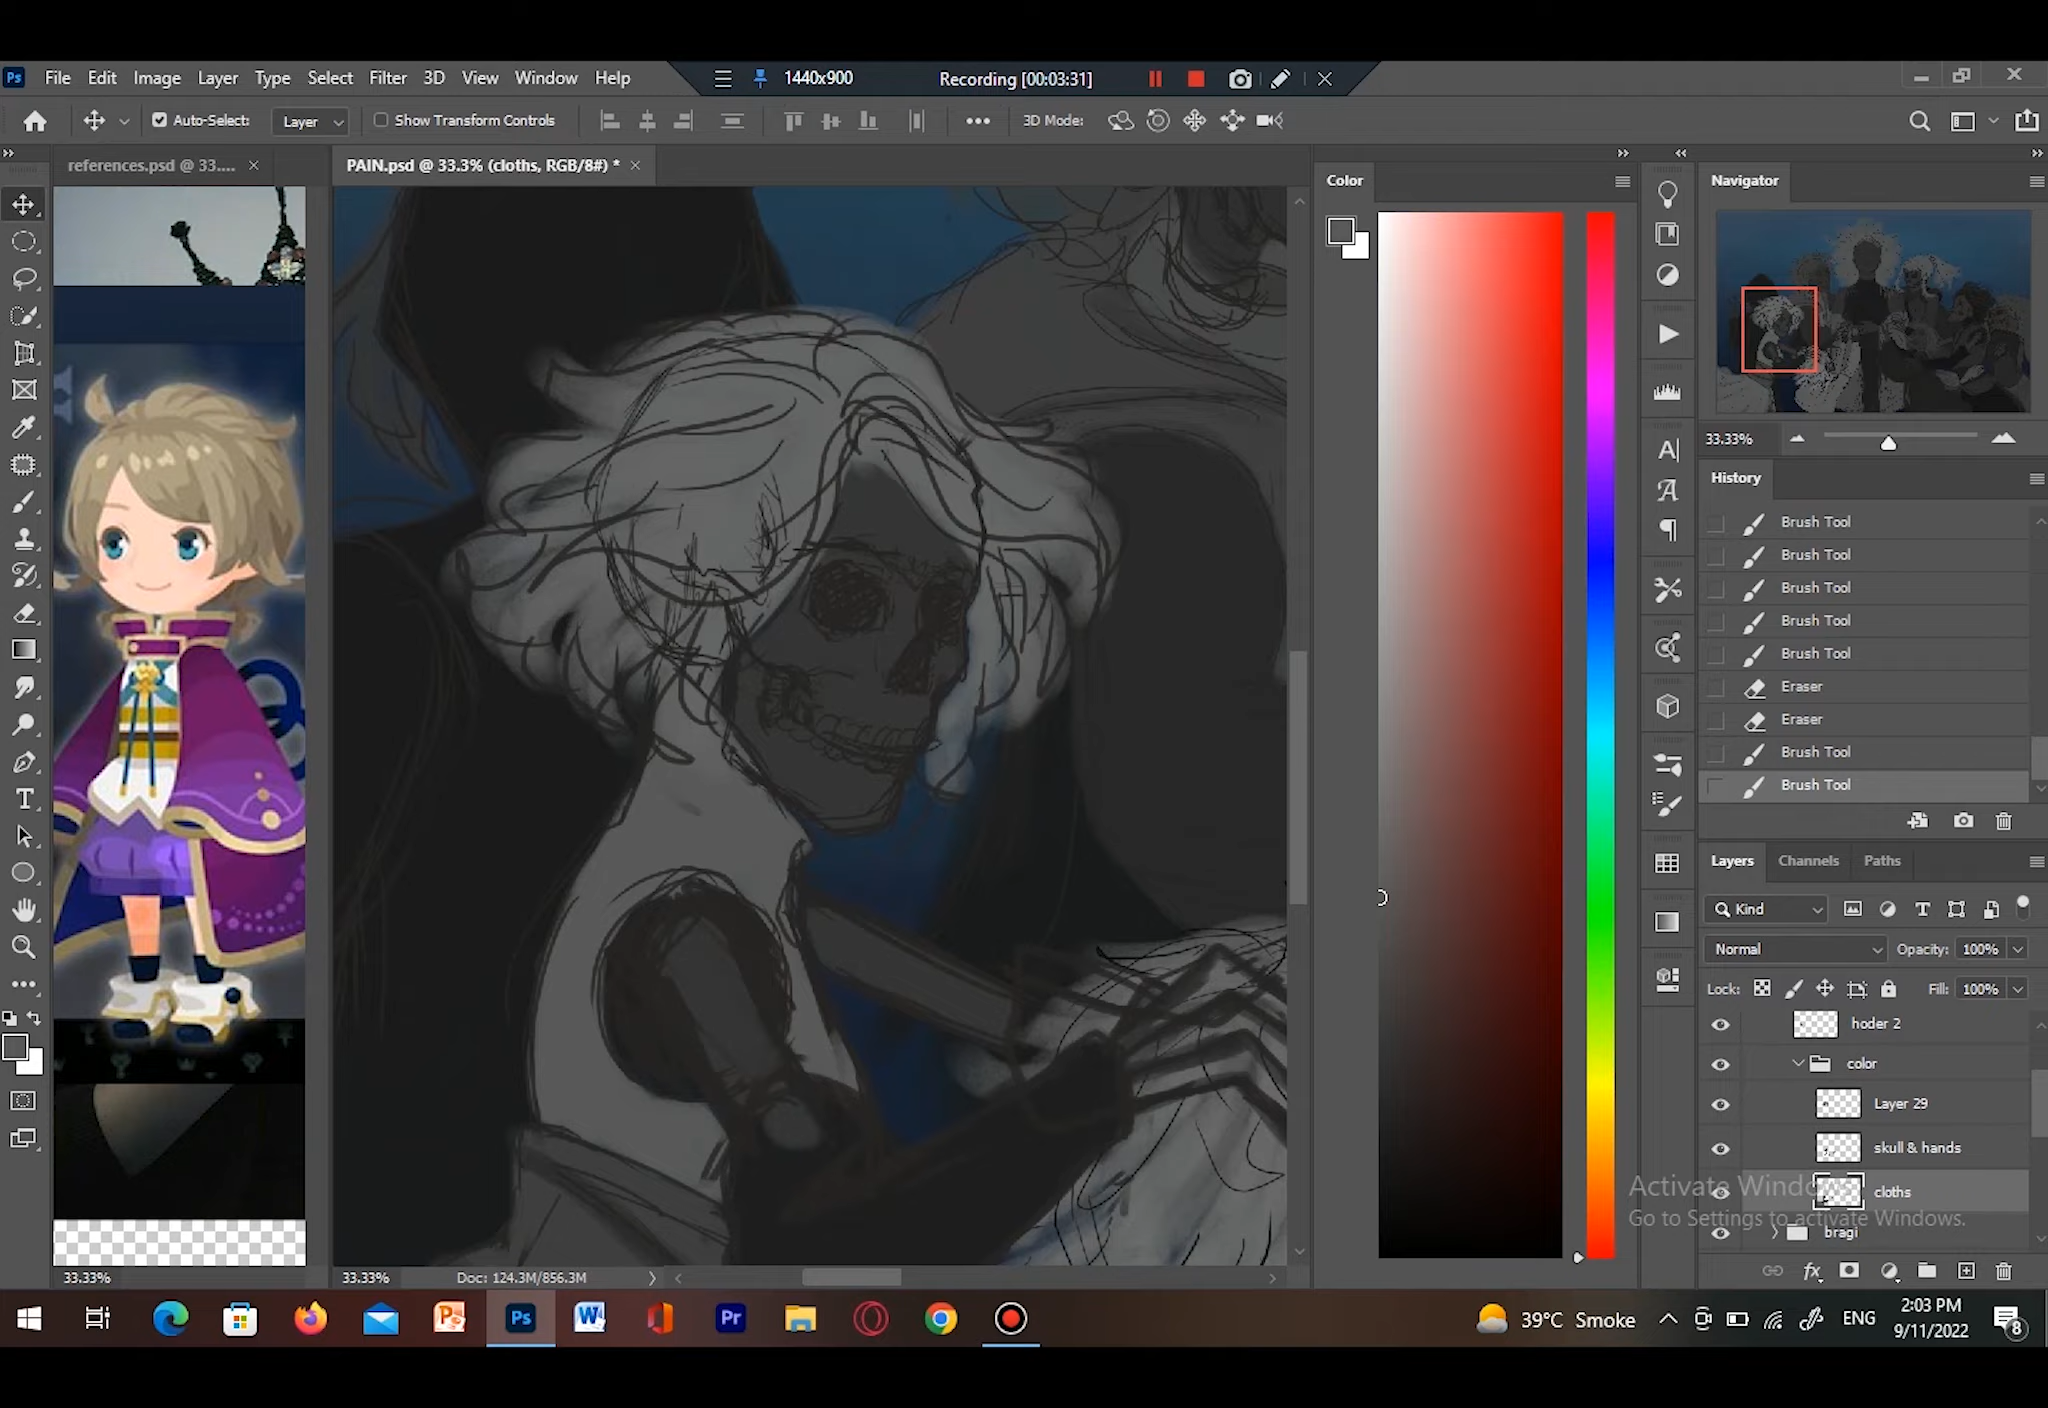 Ps File Edit Image Layer Type Select Filter 3D View Window Help
1440x900 Recording [00:03:31]
Auto-Select: Layer Show Transform Controls 3D Mode:
references.psd @ 33....
PAIN.psd @ 33.3% (cloths, RGB/8#) *
Color
Navigator
33.33%
History
Brush Tool
Brush Tool
Brush Tool
Brush Tool
Brush Tool
Eraser
Eraser
Brush Tool
Brush Tool
Layers Channels Paths
Kind
Normal Opacity: 100%
Lock: Fill: 100%
hoder 2
color
Layer 29
skull & hands
cloths
bragi
Activate Windows
Go to Settings to activate Windows.
33.33%
33.33% Doc: 124.3M/856.3M
39°C Smoke ENG
2:03 PM
9/11/2022
8